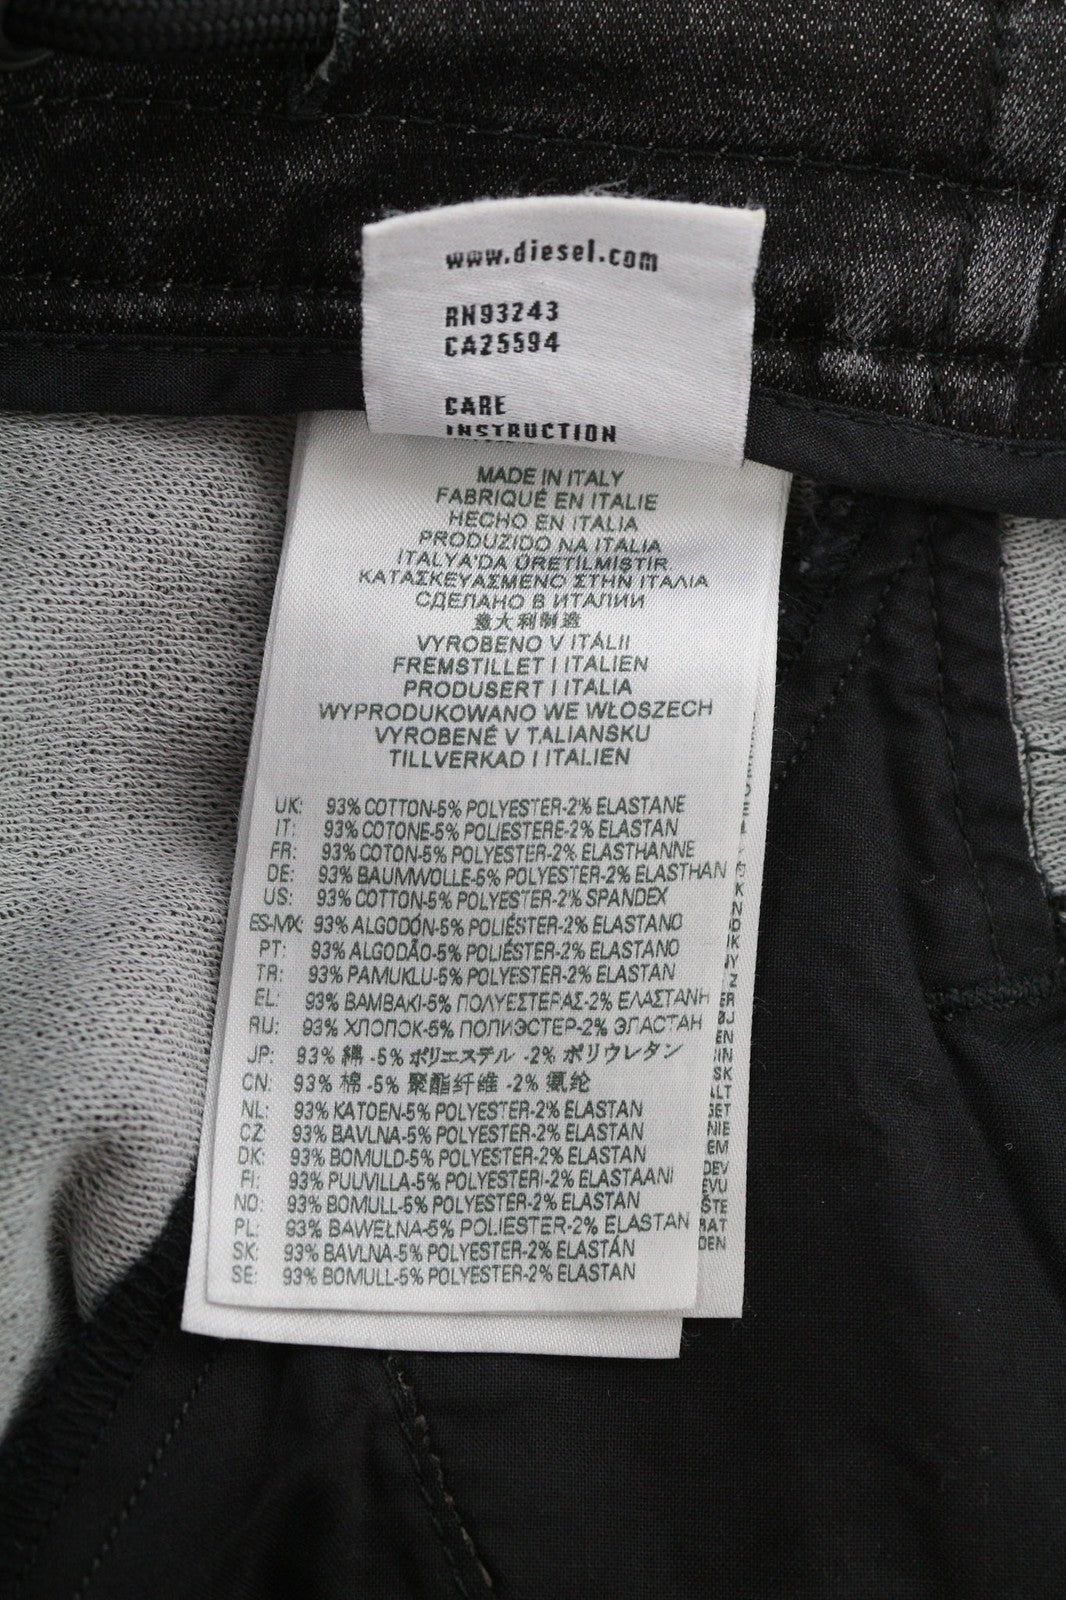 www.diesel.com
RN93243
CA25594
CARE
INSTRUCTION
MADE IN ITALY
FABRIQUÉ EN ITALIE
HECHO EN ITALIA
PRODUZIDO NA ITALIA
ITALYA'DA ÜRETILMIŞTIR
ΚΑΤΑΣΚΕΥΑΣΜΕΝΟ ΣΤΗΝ ΙΤΑΛΙΑ
СДЕЛАНО В ИТАЛИИ
意大利制造
VYROBENO V ITÁLII
FREMSTILLET I ITALIEN
PRODUSERT I ITALIA
WYPRODUKOWANO WE WŁOSZECH
VYROBENÉ V TALIANSKU
TILLVERKAD I ITALIEN
UK: 93% COTTON-5% POLYESTER-2% ELASTANE
IT: 93% COTONE-5% POLIESTERE-2% ELASTAN
FR: 93% COTON-5% POLYESTER-2% ELASTHANNE
DE: 93% BAUMWOLLE-5% POLYESTER-2% ELASTHAN
US: 93% COTTON-5% POLYESTER-2% SPANDEX
ES-MX: 93% ALGODÓN-5% POLIÉSTER-2% ELASTANO
PT: 93% ALGODÃO-5% POLIÉSTER-2% ELASTANO
TR: 93% PAMUKLU-5% POLYESTER-2% ELASTAN
EL: 93% ΒΑΜΒΑΚΙ-5% ΠΟΛΥΕΣΤΕΡΑΣ-2% ΕΛΑΣΤΑΝΗ
RU: 93% ХЛОПОК-5% ПОЛИЭСТЕР-2% ЭЛАСТАН
JP: 93% 綿 -5% ポリエステル -2% ポリウレタン
CN: 93% 棉 -5% 聚酯纤维 -2% 氨纶
NL: 93% KATOEN-5% POLYESTER-2% ELASTAN
CZ: 93% BAVLNA-5% POLYESTER-2% ELASTAN
DK: 93% BOMULD-5% POLYESTER-2% ELASTAN
FI: 93% PUUVILLA-5% POLYESTER-2% ELASTAANI
NO: 93% BOMULL-5% POLYESTER-2% ELASTAN
PL: 93% BAWEŁNA-5% POLIESTER-2% ELASTAN
SK: 93% BAVLNA-5% POLYESTER-2% ELASTÁN
SE: 93% BOMULL-5% POLYESTER-2% ELASTAN